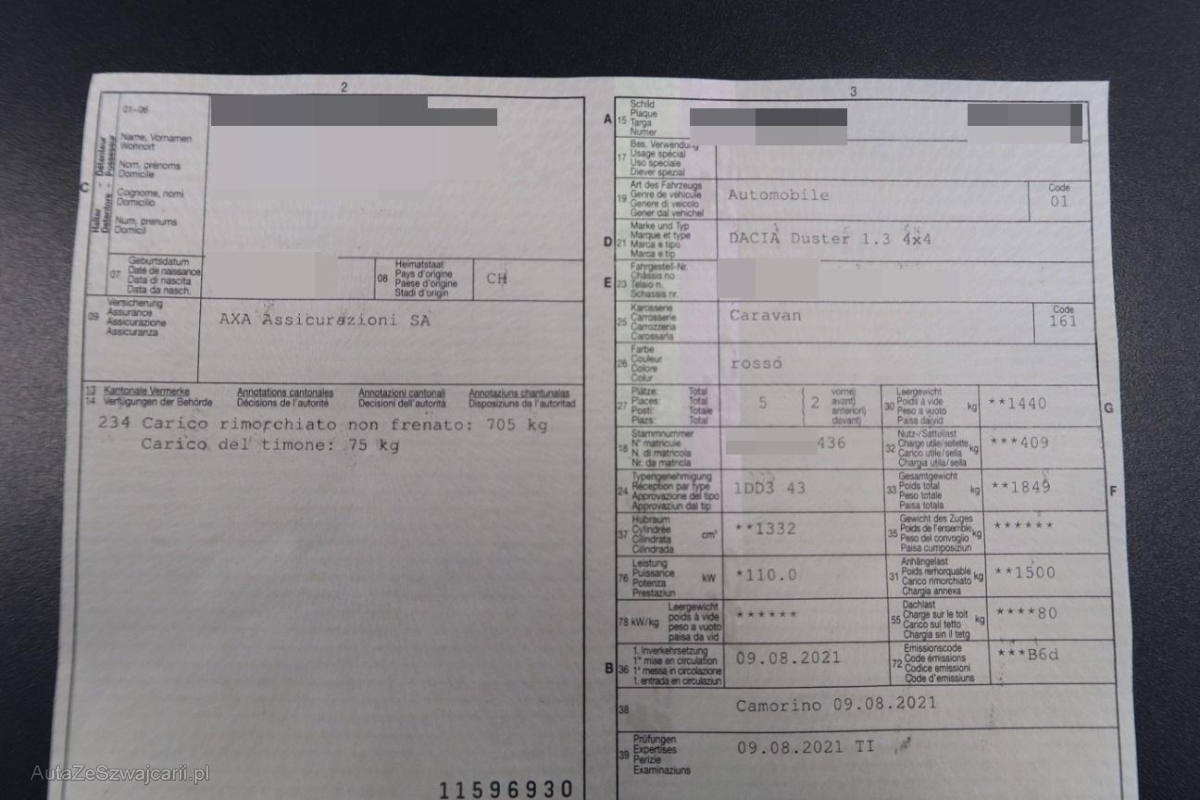 2
01-06
Name, Vornamen
Wohnort
Nom, prénoms
Domicile
Cognome, nomi
Domicilio
Num, prenums
Domicil
C
Halter - Détenteur
Detentore - Possessur
07
Geburtsdatum
Date de naissance
Data di nascita
Data da nasch.
08
Heimatstaat
Pays d'origine
Paese d'origine
Stadi d'origin
CH
09
Versicherung
Assurance
Assicurazione
Assicuranza
AXA Assicurazioni SA
13 Kantonale Vermerke Annotations cantonales Annotazioni cantonali Annotaziuns chantunalas
14 Verfügungen der Behörde Décisions de l'autorité Decisioni dell'autorità Disposiziuns da l'autoritad
234 Carico rimorchiato non frenato: 705 kg
Carico del timone: 75 kg
11596930
AutaZeSzwajcarii.pl
3
A 15
Schild
Plaque
Targa
Numer
17
Bes. Verwendung
Usage spécial
Uso speciale
Diever spezial
19
Art des Fahrzeugs
Genre de véhicule
Genere di veicolo
Gener dal vehichel
Automobile
Code
01
D 21
Marke und Typ
Marque et type
Marca e tipo
Marca e tip
DACIA Duster 1.3 4x4
E 23
Fahrgestell-Nr.
Châssis no
Telaio n.
Schassis nr.
25
Karosserie
Carrosserie
Carrozzeria
Carossaria
Caravan
Code
161
26
Farbe
Couleur
Colore
Colur
rosso
27
Plätze: Total
Places: Total
Posti: Totale
Plazs: Total
5
2
vorne)
avant)
anteriori)
davant)
30
Leergewicht
Poids à vide
Peso a vuoto
Paisa da vid
kg
**1440
G
18
Stammnummer
N° matricule
N. di matricola
Nr. da matricla
436
32
Nutz-/Sattellast
Charge utile/sellette
Carico utile/sella
Chargia utila/sella
kg
***409
24
Typengenehmigung
Réception par type
Approvazione del tipo
Approvaziun dal tip
1DD3 43
33
Gesamtgewicht
Poids total
Peso totale
Paisa totala
kg
**1849
F
37
Hubraum
Cylindrée
Cilindrata
Cilindrada
cm³
**1332
35
Gewicht des Zuges
Poids de l'ensemble
Peso del convoglio
Paisa cumposiziun
kg
******
76
Leistung
Puissance
Potenza
Prestaziun
kW
*110.0
31
Anhängelast
Poids remorquable
Carico rimorchiato
Chargia annexa
kg
**1500
78 kW/kg
Leergewicht
poids à vide
peso a vuoto
paisa da vid
******
55
Dachlast
Charge sur le toit
Carico sul tetto
Chargia sin il tetg
kg
****80
B 36
1. Inverkehrsetzung
1re mise en circulation
1a messa in circolazione
1. entrada en circulaziun
09.08.2021
72
Emissionscode
Code émissions
Codice emissioni
Code d'emissiuns
***B6d
38
Camorino 09.08.2021
39
Prüfungen
Expertises
Perizie
Examinaziuns
09.08.2021 TI